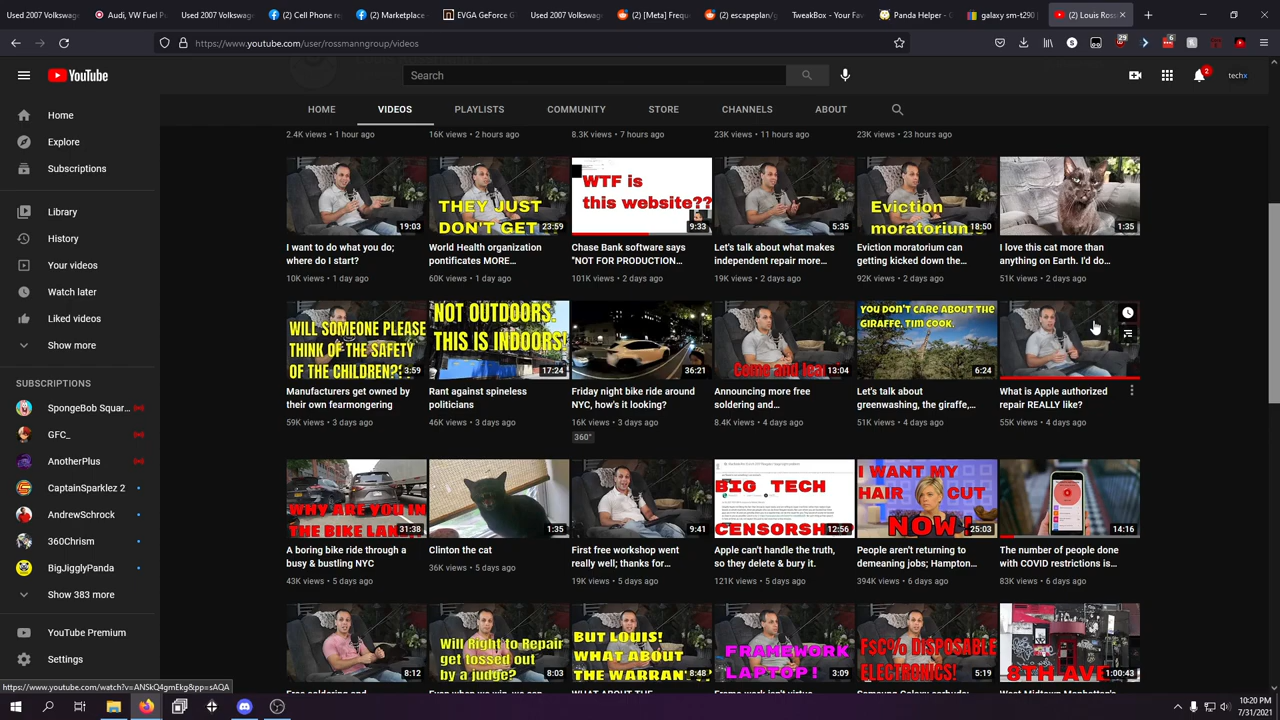 Used 2007 Volkswage
Audi, VW Fuel P
Used 2007 Volkswag
(2) Cell Phone re
(2) Marketplace
EVGA GeForce GT
Used 2007 Volkswage
(2) [Meta] Frequ
(2) escapeplan/
TweakBox - Your Fav
Panda Helper -
galaxy sm-t290
(2) Louis Ross
https://www.youtube.com/user/rossmanngroup/videos
29
6
YouTube
Search
2
techx
HOME
VIDEOS
PLAYLISTS
COMMUNITY
STORE
CHANNELS
ABOUT
Home
Explore
Subscriptions
Library
History
Your videos
Watch later
Liked videos
Show more
SUBSCRIPTIONS
SpongeBob Squar...
GFC_
AnotherPlus
CaptainSparklez 2
AndrewSchrock
360Chrism
BigJigglyPanda
Show 383 more
YouTube Premium
Settings
2.4K views • 1 hour ago
16K views • 2 hours ago
8.3K views • 7 hours ago
23K views • 11 hours ago
23K views • 23 hours ago
19:03
THEY JUST
DON'T GET
23:59
WTF is
this website??
9:33
5:35
Eviction
moratorium
18:50
1:35
I want to do what you do;
where do I start?
10K views • 1 day ago
World Health organization
pontificates MORE...
60K views • 1 day ago
Chase Bank software says
"NOT FOR PRODUCTION...
101K views • 2 days ago
Let's talk about what makes
independent repair more...
19K views • 2 days ago
Eviction moratorium can
getting kicked down the...
92K views • 2 days ago
I love this cat more than
anything on Earth. I'd do...
51K views • 2 days ago
WILL SOMEONE PLEASE
THINK OF THE SAFETY
OF THE CHILDREN?!
3:59
NOT OUTDOORS.
THIS IS INDOORS!
17:24
36:21
Come and lear
13:04
YOU DON'T CARE ABOUT THE
GIRAFFE, TIM COOK.
6:24
Manufacturers get owned by
their own fearmongering
59K views • 3 days ago
Rant against spineless
politicians
46K views • 3 days ago
Friday night bike ride around
NYC, how's it looking?
16K views • 3 days ago
360°
Announcing more free
soldering and...
8.4K views • 4 days ago
Let's talk about
greenwashing, the giraffe,...
51K views • 4 days ago
What is Apple authorized
repair REALLY like?
55K views • 4 days ago
WHY ARE YOU IN
THE BIKE LAN
31:38
1:35
9:41
BIG TECH
CENSORSH
12:56
I WANT MY
HAIR CUT
NOW!
25:03
14:16
A boring bike ride through a
busy & bustling NYC
43K views • 5 days ago
Clinton the cat
36K views • 5 days ago
First free workshop went
really well; thanks for...
19K views • 5 days ago
Apple can't handle the truth,
so they delete & bury it.
121K views • 5 days ago
People aren't returning to
demeaning jobs; Hampton...
394K views • 6 days ago
The number of people done
with COVID restrictions is...
83K views • 6 days ago
11:02
Will Right to Repair
get tossed out
by a judge?
8:03
BUT LOUIS!
WHAT ABOUT
THE WARRAN
8:48
FRAMEWORK
LAPTOP!
3:09
F$C% DISPOSABLE
ELECTRONICS!
5:19
8TH AVE
1:00:43
https://www.youtube.com/watch?v=ANSkQ4gmEkg&pp=sAQA
10:20 PM
7/31/2021